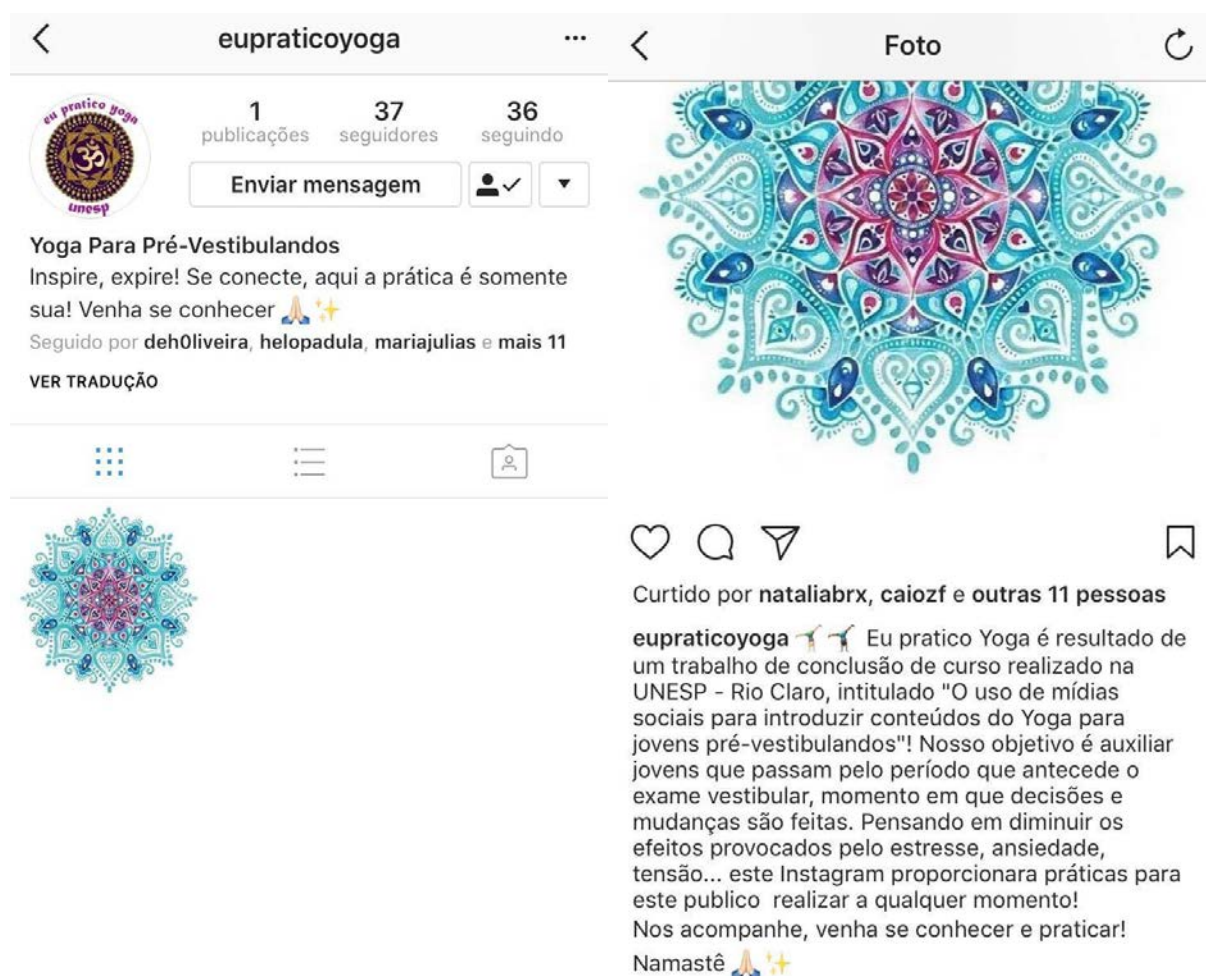 eupraticoyoga
eu pratico yoga
ॐ
unesp
1
publicações
37
seguidores
36
seguindo
Enviar mensagem
Yoga Para Pré-Vestibulandos
Inspire, expire! Se conecte, aqui a prática é somente
sua! Venha se conhecer 🙏🏻✨
Seguido por deh0liveira, helopadula, mariajulias e mais 11
VER TRADUÇÃO
Foto
Curtido por nataliabrx, caiozf e outras 11 pessoas
eupraticoyoga 🤸🏼‍♂️🤸🏽‍♂️ Eu pratico Yoga é resultado de
um trabalho de conclusão de curso realizado na
UNESP - Rio Claro, intitulado "O uso de mídias
sociais para introduzir conteúdos do Yoga para
jovens pré-vestibulandos"! Nosso objetivo é auxiliar
jovens que passam pelo período que antecede o
exame vestibular, momento em que decisões e
mudanças são feitas. Pensando em diminuir os
efeitos provocados pelo estresse, ansiedade,
tensão... este Instagram proporcionara práticas para
este publico realizar a qualquer momento!
Nos acompanhe, venha se conhecer e praticar!
Namastê 🙏🏻✨